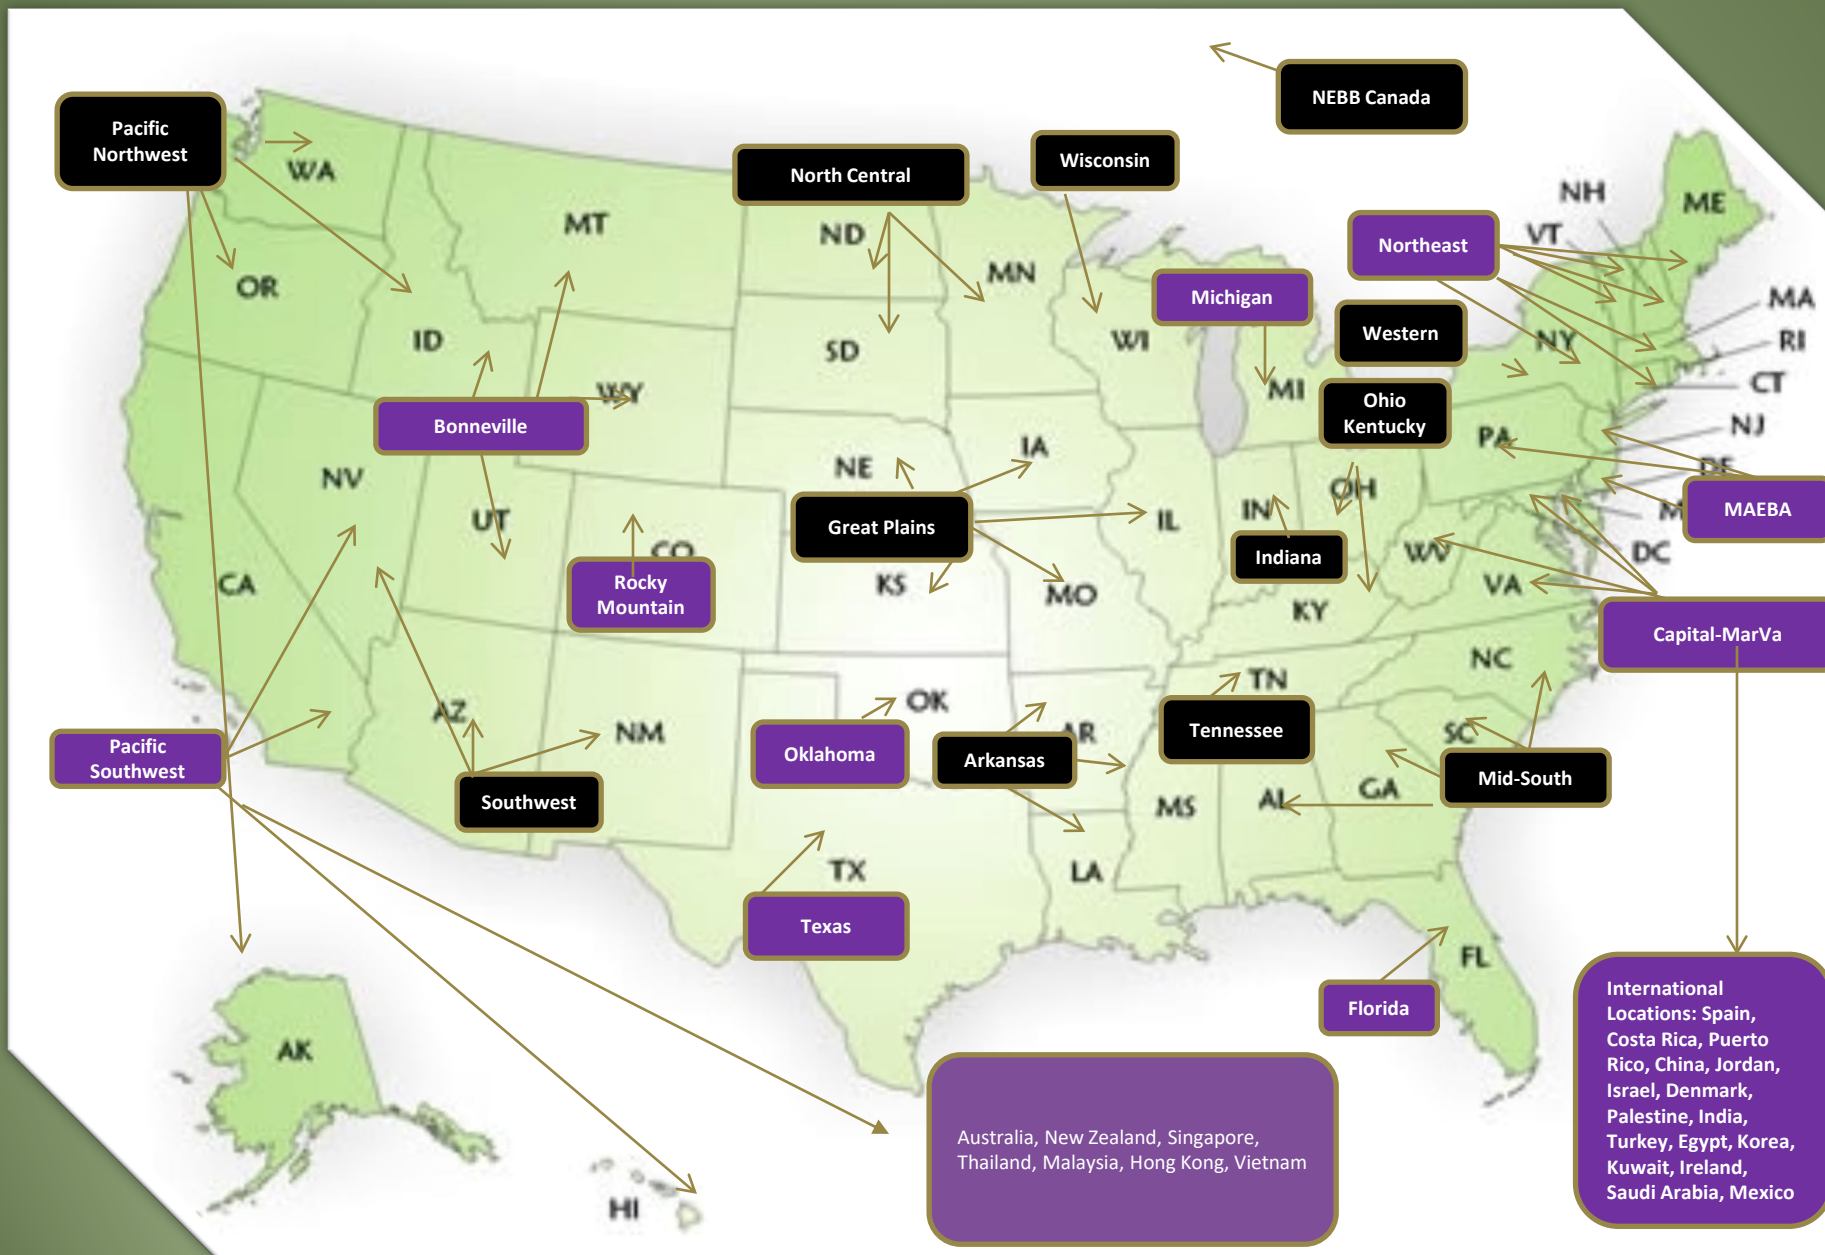 NEBB Canada
Pacific
Northwest
Wisconsin
North Central
WA
MT
ND
MN
NH
ME
VT
Northeast
OR
Michigan
MA
ID
SD
WI
Western
NY
RI
WY
MI
CT
Bonneville
Ohio
Kentucky
NJ
PA
IA
NE
NV
OH
DE
UT
Great Plains
IL
IN
M
MAEBA
CO
Indiana
WV
DC
CA
Rocky
Mountain
KS
MO
KY
VA
Capital-MarVa
NC
TN
OK
AZ
NM
AR
SC
Pacific
Southwest
Oklahoma
Arkansas
Tennessee
Mid-South
Southwest
MS
AL
GA
TX
LA
Texas
FL
Florida
International
Locations: Spain,
Costa Rica, Puerto
Rico, China, Jordan,
Israel, Denmark,
Palestine, India,
Turkey, Egypt, Korea,
Kuwait, Ireland,
Saudi Arabia, Mexico
AK
Australia, New Zealand, Singapore,
Thailand, Malaysia, Hong Kong, Vietnam
HI